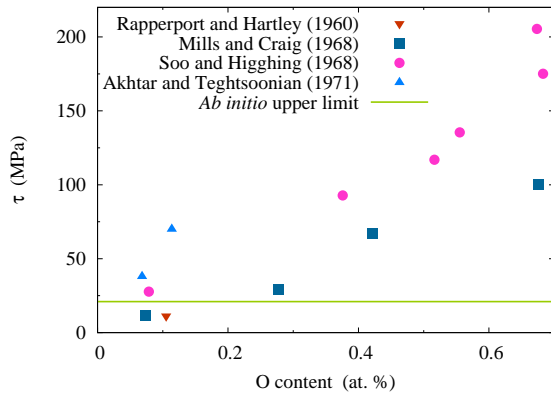 Rapperport and Hartley (1960)
Mills and Craig (1968)
Soo and Higghing (1968)
Akhtar and Teghtsoonian (1971)
Ab initio upper limit
200
150
100
50
0
τ (MPa)
0 0.2 0.4 0.6
O content (at. %)